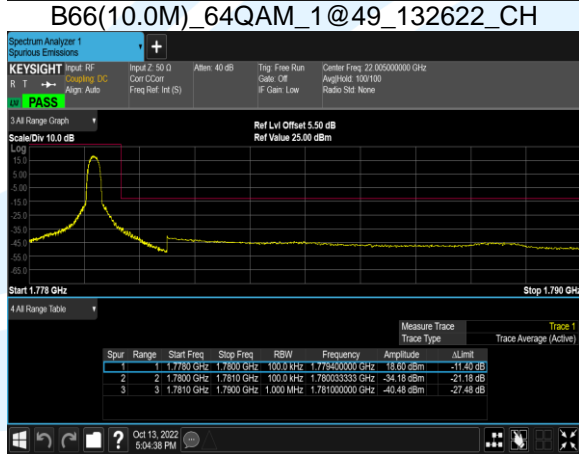 B66(10.0M)_64QAM_1@49_132622_CH
Spectrum Analyzer 1
Spurious Emissions
+
KEYSIGHT Input: RF Input Z: 50 Ω Atten: 40 dB Trig: Free Run Center Freq: 22.005000000 GHz
R T Coupling: DC Corr CCorr Gate: Off Avg|Hold: 100/100
Align: Auto Freq Ref: Int (S) IF Gain: Low Radio Std: None
PASS
3 All Range Graph
Ref Lvl Offset 5.50 dB
Scale/Div 10.0 dB Ref Value 25.00 dBm
Log
15.0
5.00
-5.00
-15.0
-25.0
-35.0
-45.0
-55.0
-65.0
Start 1.778 GHz Stop 1.790 GHz
4 All Range Table
Measure Trace Trace 1
Trace Type Trace Average (Active)
Spur Range Start Freq Stop Freq RBW Frequency Amplitude ΔLimit
1 1 1.7780 GHz 1.7800 GHz 100.0 kHz 1.779400000 GHz 18.60 dBm -11.40 dB
2 2 1.7800 GHz 1.7810 GHz 100.0 kHz 1.780033333 GHz -34.18 dBm -21.18 dB
3 3 1.7810 GHz 1.7900 GHz 1.000 MHz 1.781000000 GHz -40.48 dBm -27.48 dB
? Oct 13, 2022
5:04:38 PM